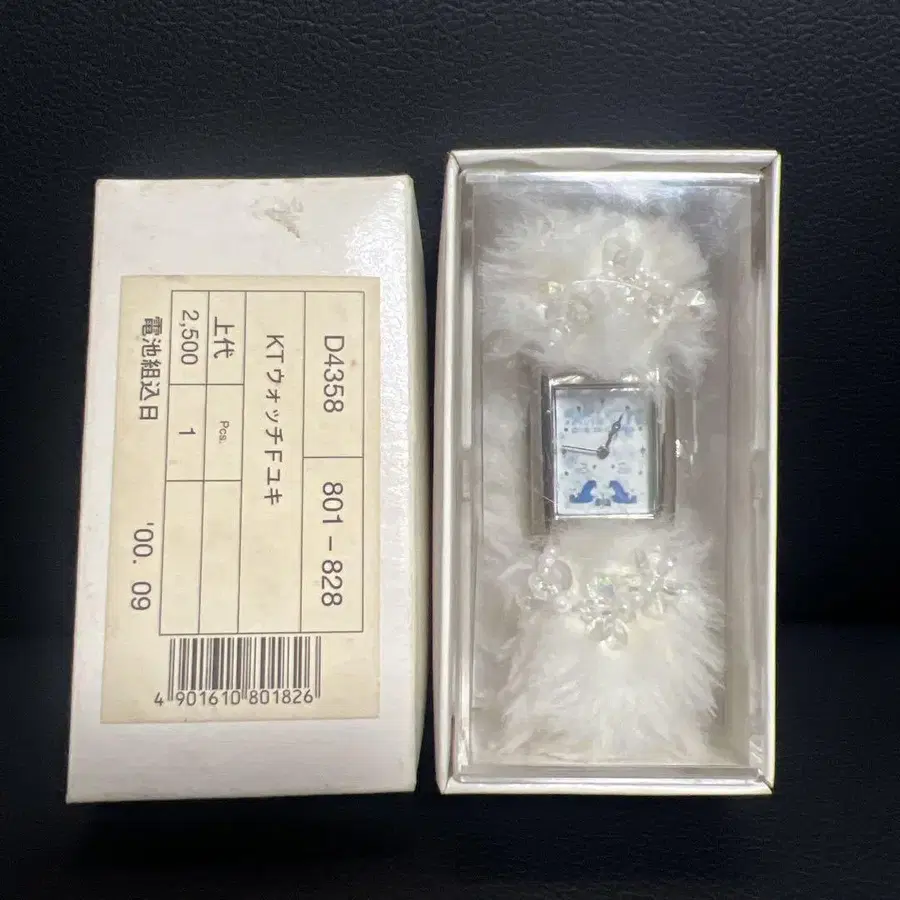 D4358 801-828
KTウォッチFユキ
上代 Pcs.
2,500 1
電池組込日 '00. 09
4 901610 801826